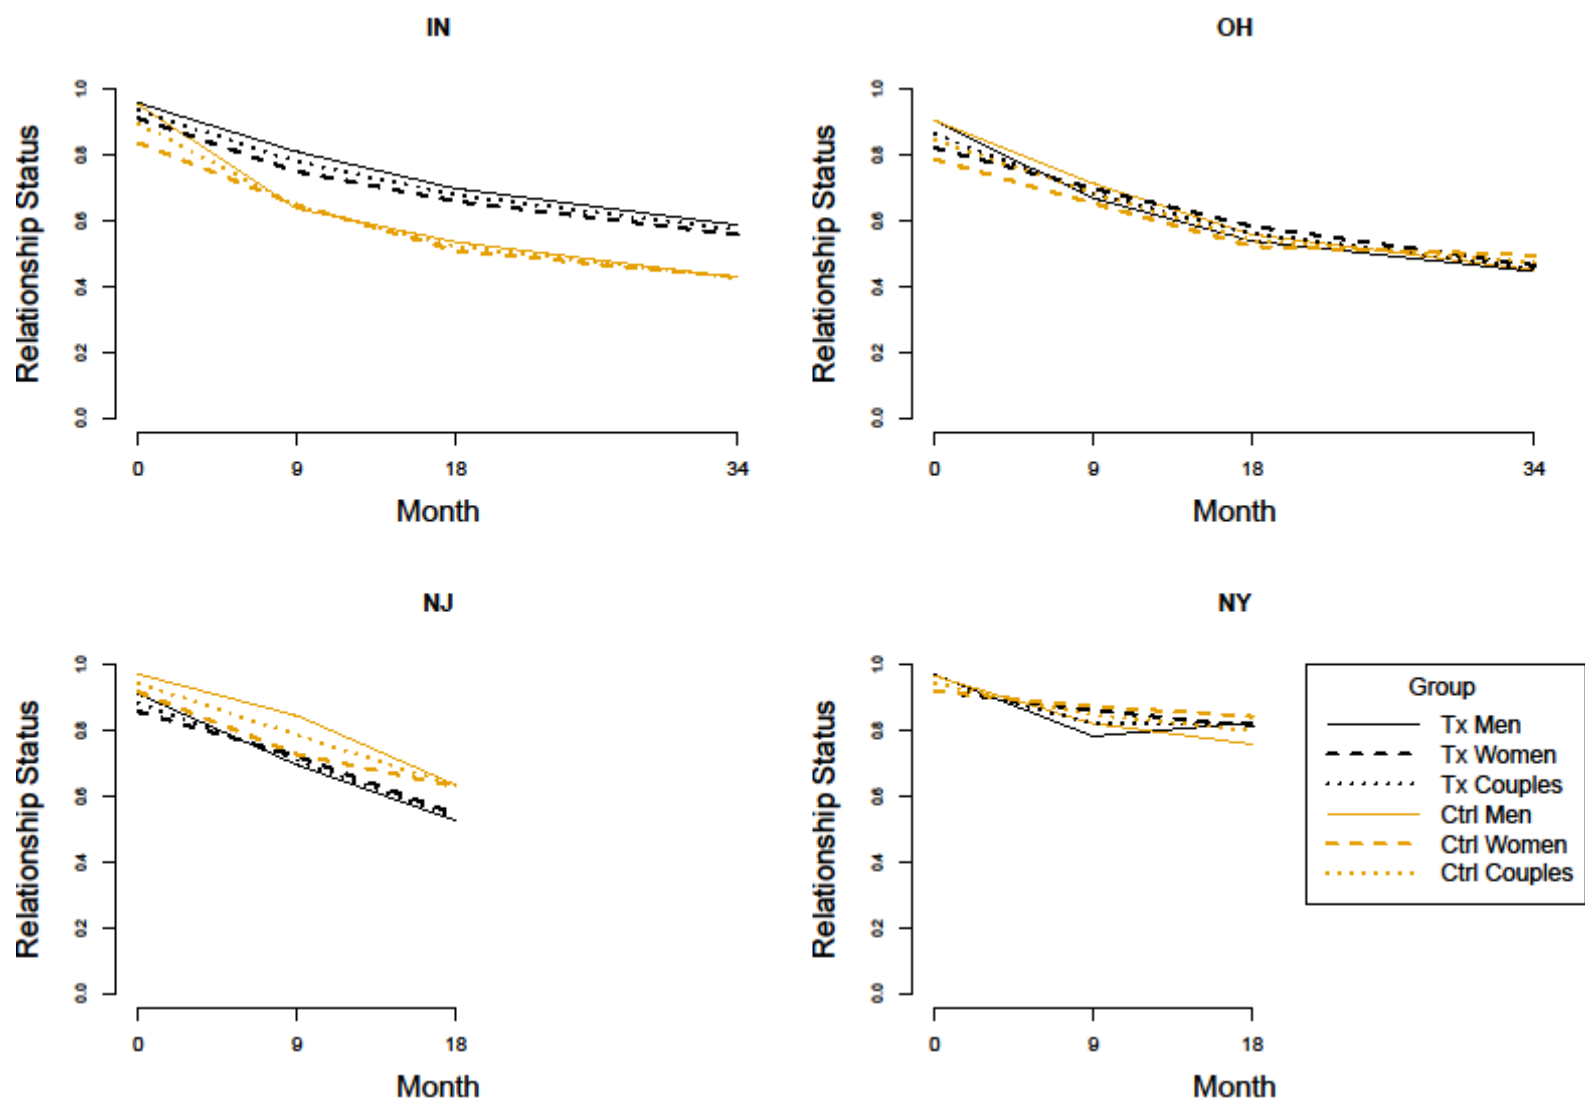 IN
Relationship Status
1.0
0.8
0.6
0.4
0.2
0.0
0 9 18 34
Month
OH
Relationship Status
1.0
0.8
0.6
0.4
0.2
0.0
0 9 18 34
Month
NJ
Relationship Status
1.0
0.8
0.6
0.4
0.2
0.0
0 9 18
Month
NY
Relationship Status
1.0
0.8
0.6
0.4
0.2
0.0
0 9 18
Month
Group
Tx Men
Tx Women
Tx Couples
Ctrl Men
Ctrl Women
Ctrl Couples